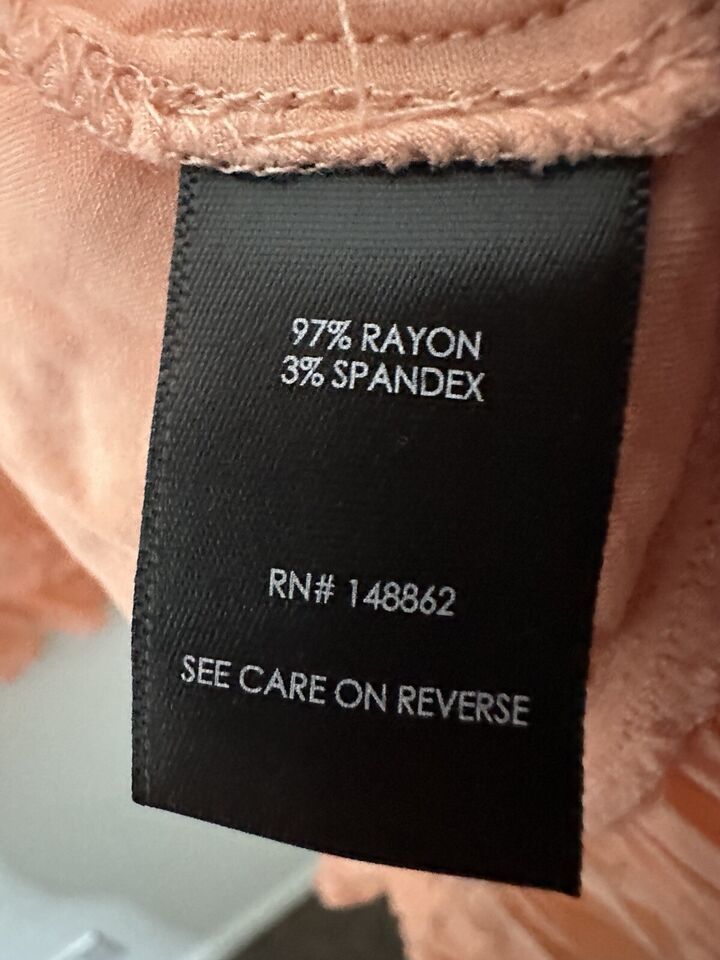 97% RAYON
3% SPANDEX
RN# 148862
SEE CARE ON REVERSE